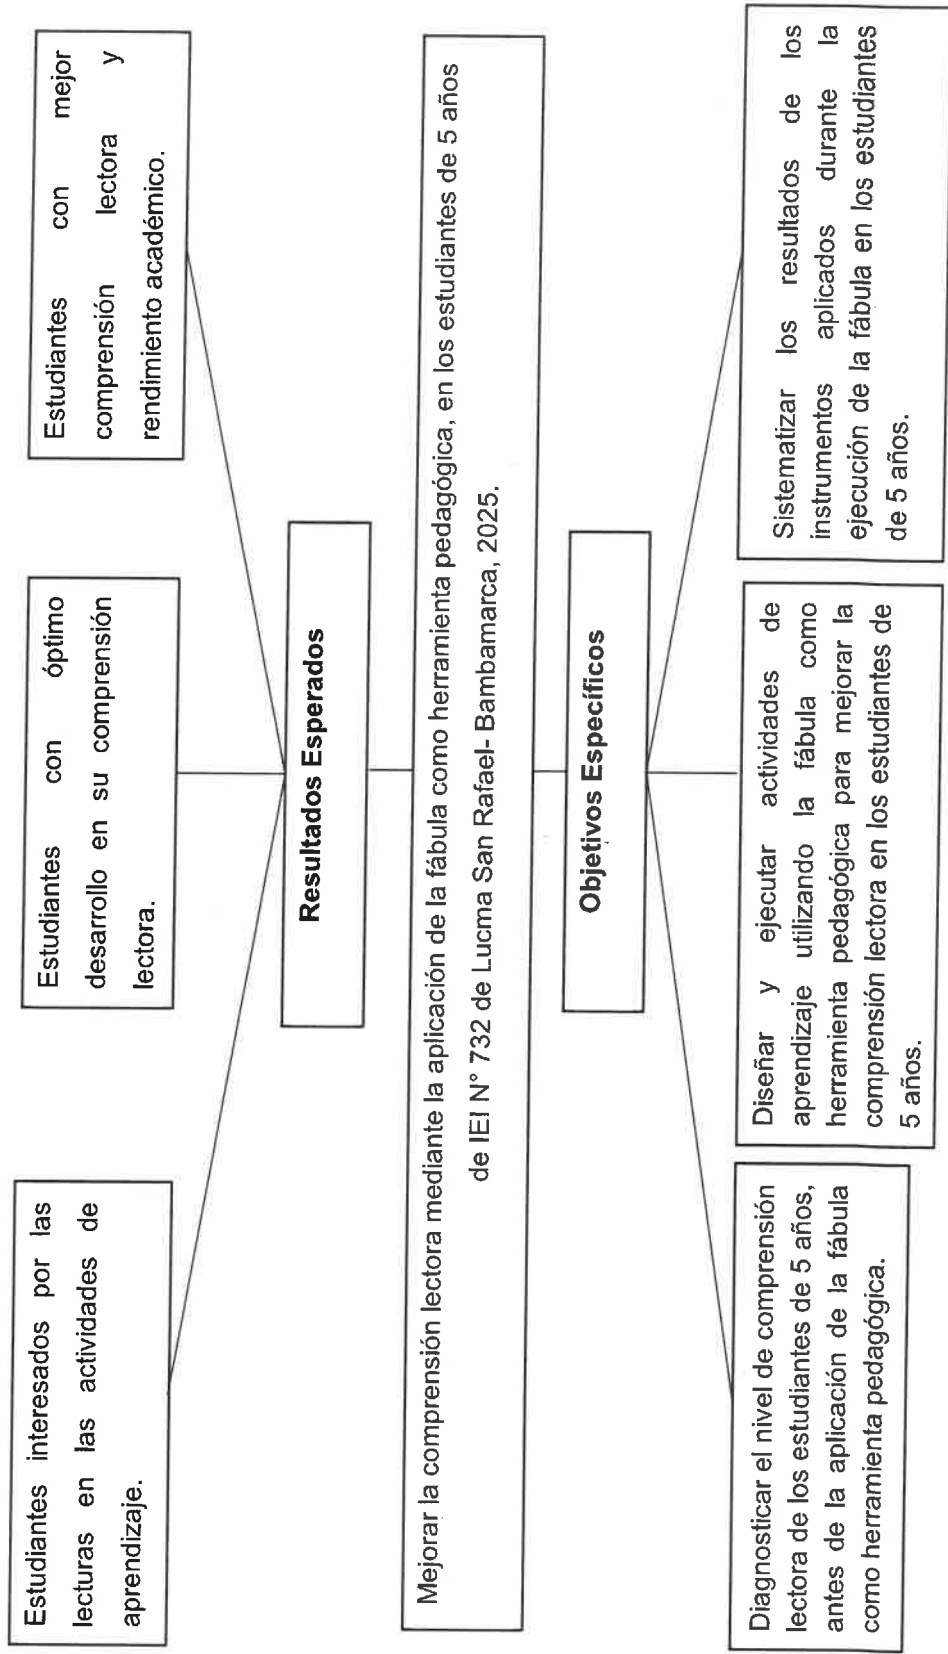 Estudiantes interesados por las
lecturas en las actividades de
aprendizaje.
Estudiantes con óptimo
desarrollo en su comprensión
lectora.
Estudiantes con mejor
comprensión lectora y
rendimiento académico.
Resultados Esperados
Mejorar la comprensión lectora mediante la aplicación de la fábula como herramienta pedagógica, en los estudiantes de 5 años
de IEI N° 732 de Lucma San Rafael- Bambamarca, 2025.
Objetivos Específicos
Diagnosticar el nivel de comprensión
lectora de los estudiantes de 5 años,
antes de la aplicación de la fábula
como herramienta pedagógica.
Diseñar y ejecutar actividades de
aprendizaje utilizando la fábula como
herramienta pedagógica para mejorar la
comprensión lectora en los estudiantes de
5 años.
Sistematizar los resultados de los
instrumentos aplicados durante la
ejecución de la fábula en los estudiantes
de 5 años.